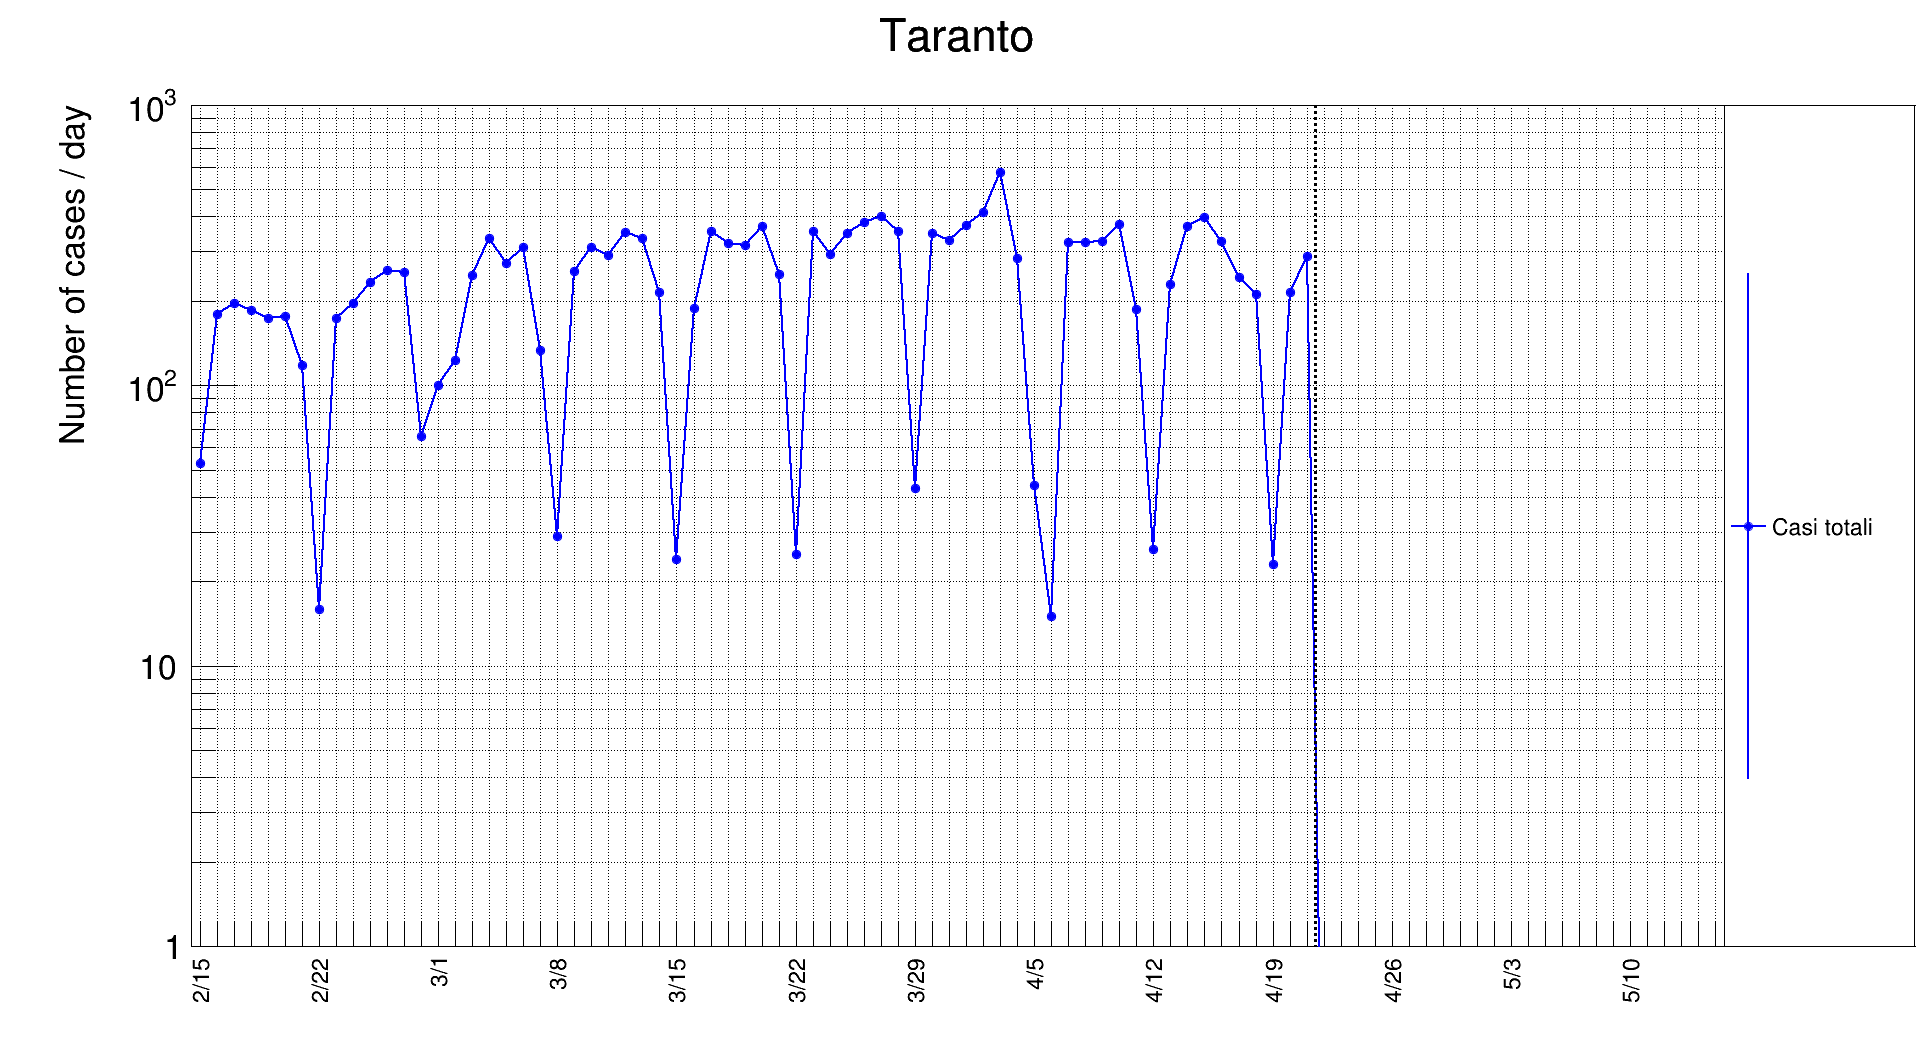 Taranto
Number of cases / day
10³
10²
10
1
2/15 2/22 3/1 3/8 3/15 3/22 3/29 4/5 4/12 4/19 4/26 5/3 5/10
Casi totali